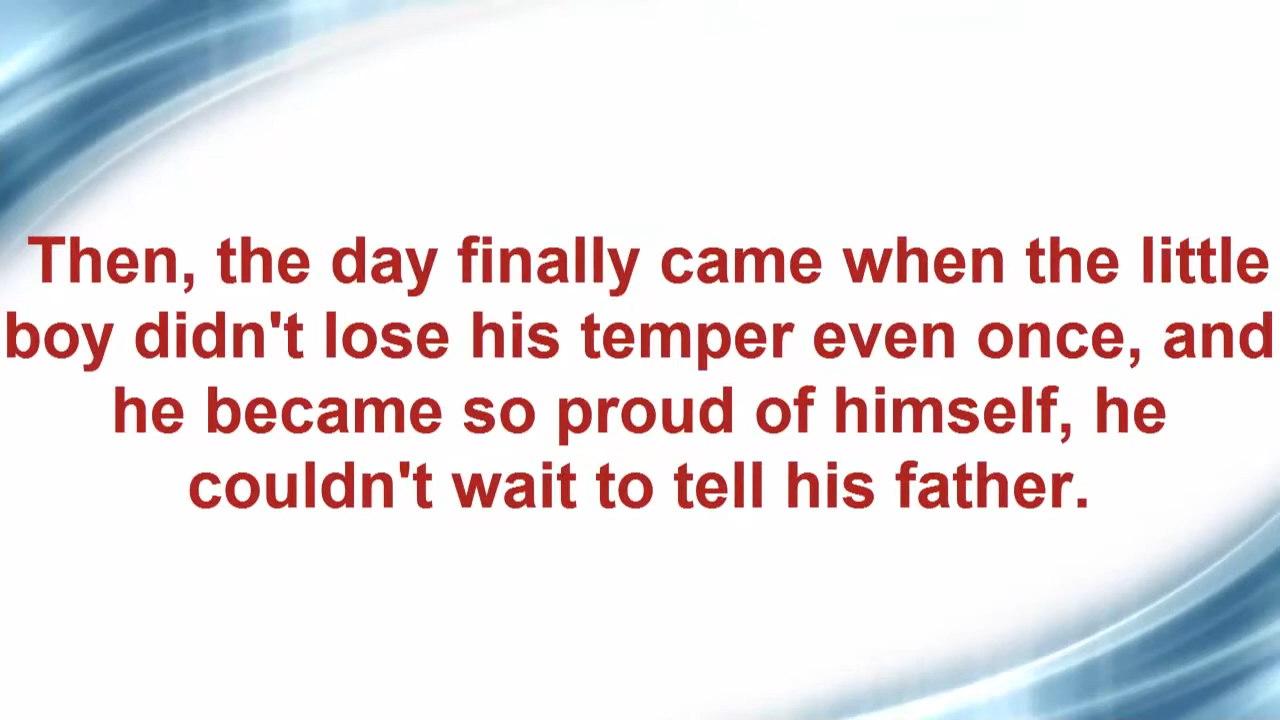 Then, the day finally came when the little
boy didn't lose his temper even once, and
he became so proud of himself, he
couldn't wait to tell his father.